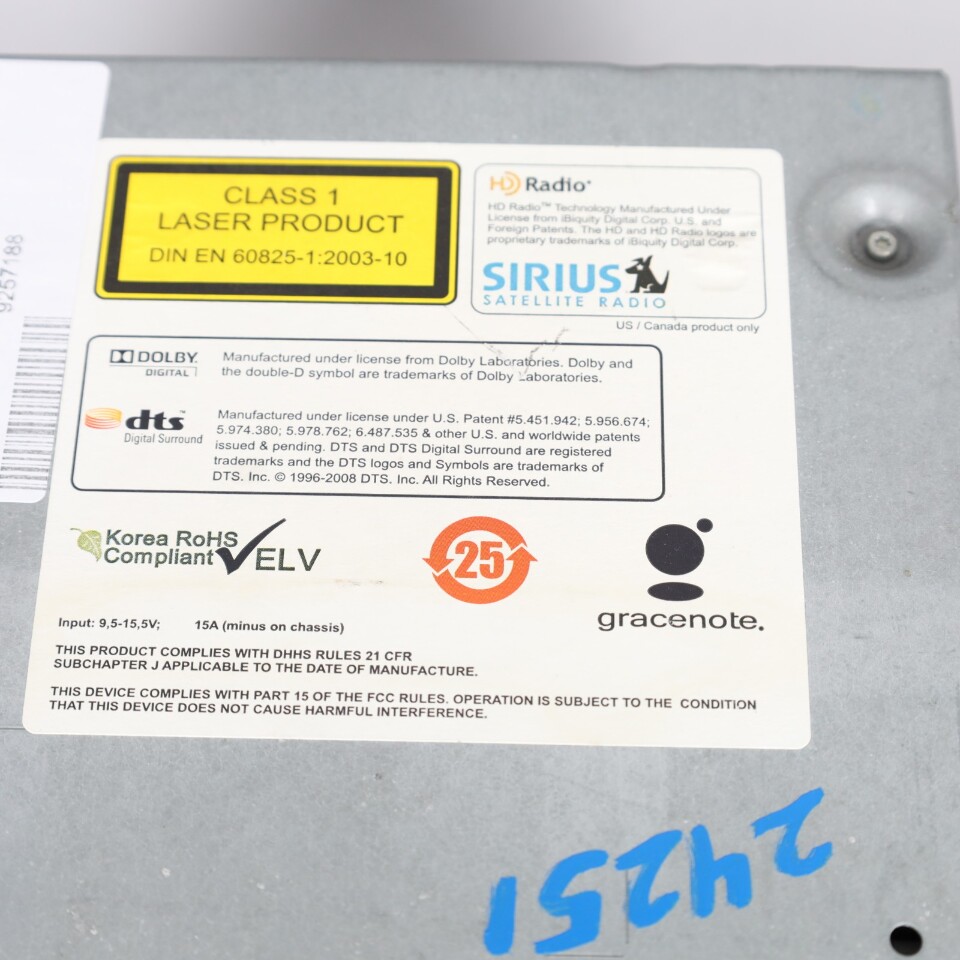 9257188
CLASS 1
LASER PRODUCT
DIN EN 60825-1:2003-10
HD Radio™
HD Radio™ Technology Manufactured Under
License from iBiquity Digital Corp. U.S. and
Foreign Patents. The HD and HD Radio logos are
proprietary trademarks of iBiquity Digital Corp.
SIRIUS
SATELLITE RADIO
US / Canada product only
DOLBY
DIGITAL
Manufactured under license from Dolby Laboratories. Dolby and
the double-D symbol are trademarks of Dolby Laboratories.
dts™
Digital Surround
Manufactured under license under U.S. Patent #5.451.942; 5.956.674;
5.974.380; 5.978.762; 6.487.535 & other U.S. and worldwide patents
issued & pending. DTS and DTS Digital Surround are registered
trademarks and the DTS logos and Symbols are trademarks of
DTS. Inc. © 1996-2008 DTS. Inc. All Rights Reserved.
Korea RoHS
Compliant
ELV
25
gracenote.
Input: 9,5-15,5V; 15A (minus on chassis)
THIS PRODUCT COMPLIES WITH DHHS RULES 21 CFR
SUBCHAPTER J APPLICABLE TO THE DATE OF MANUFACTURE.
THIS DEVICE COMPLIES WITH PART 15 OF THE FCC RULES. OPERATION IS SUBJECT TO THE CONDITION
THAT THIS DEVICE DOES NOT CAUSE HARMFUL INTERFERENCE.
24251